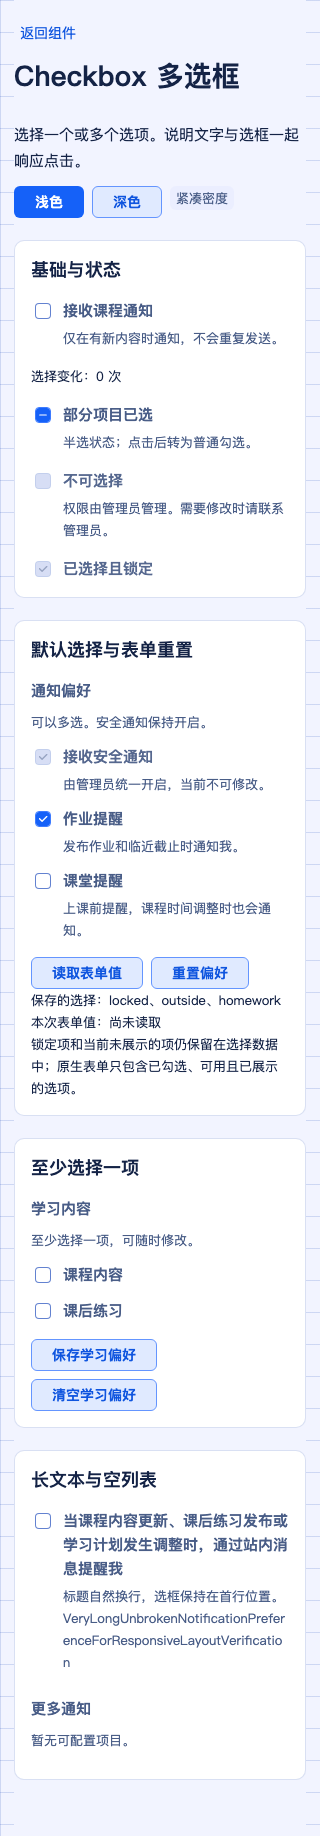 返回组件
Checkbox 多选框
选择一个或多个选项。说明文字与选框一起
响应点击。
浅色
深色
紧凑密度
基础与状态
接收课程通知
仅在有新内容时通知，不会重复发送。
选择变化：0 次
部分项目已选
半选状态；点击后转为普通勾选。
不可选择
权限由管理员管理。需要修改时请联系
管理员。
已选择且锁定
默认选择与表单重置
通知偏好
可以多选。安全通知保持开启。
接收安全通知
由管理员统一开启，当前不可修改。
作业提醒
发布作业和临近截止时通知我。
课堂提醒
上课前提醒，课程时间调整时也会通
知。
读取表单值
重置偏好
保存的选择：locked、outside、homework
本次表单值：尚未读取
锁定项和当前未展示的项仍保留在选择数据
中；原生表单只包含已勾选、可用且已展示
的选项。
至少选择一项
学习内容
至少选择一项，可随时修改。
课程内容
课后练习
保存学习偏好
清空学习偏好
长文本与空列表
当课程内容更新、课后练习发布或
学习计划发生调整时，通过站内消
息提醒我
标题自然换行，选框保持在首行位置。
VeryLongUnbrokenNotificationPrefer
enceForResponsiveLayoutVerificatio
n
更多通知
暂无可配置项目。